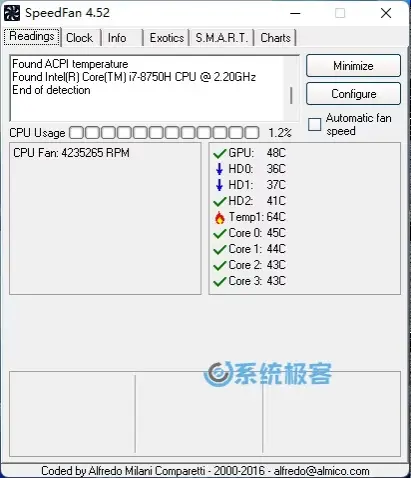 SpeedFan 4.52
Readings Clock Info Exotics S.M.A.R.T. Charts
Found ACPI temperature
Found Intel(R) Core(TM) i7-8750H CPU @ 2.20GHz
End of detection
Minimize
Configure
Automatic fan speed
CPU Usage 1.2%
CPU Fan: 4235265 RPM
GPU: 48C
HD0: 36C
HD1: 37C
HD2: 41C
Temp1: 64C
Core 0: 45C
Core 1: 44C
Core 2: 43C
Core 3: 43C
系统极客
Coded by Alfredo Milani Comparetti - 2000-2016 - alfredo@almico.com